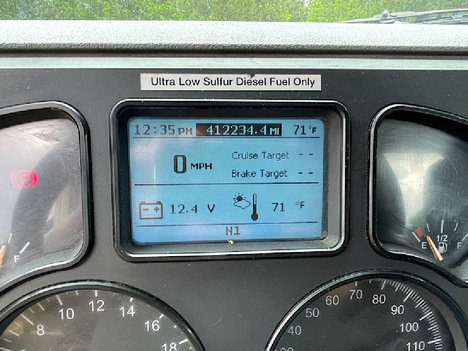 Ultra Low Sulfur Diesel Fuel Only
12:35 PM 412234.4 MI 71°F
0 MPH
Cruise Target --
Brake Target --
12.4 V 71 °F
N1
F
E 1/2 F
8 10 12 14 16 18
20 30 40 50 60 70 80 90 100 110